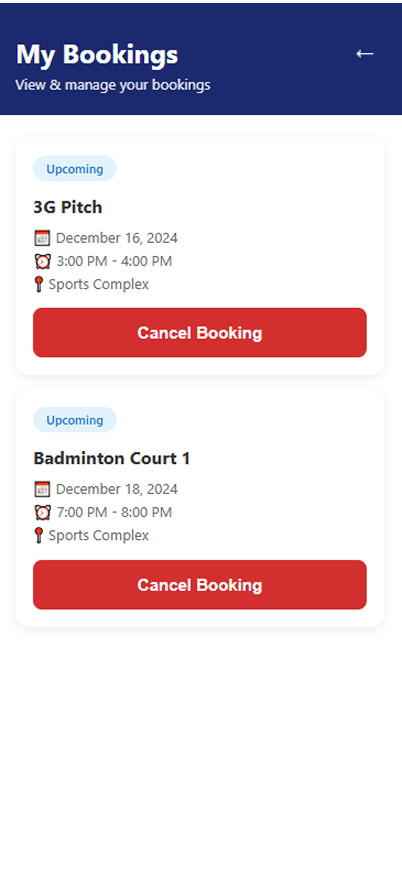 My Bookings
←
View & manage your bookings
Upcoming
3G Pitch
December 16, 2024
3:00 PM - 4:00 PM
Sports Complex
Cancel Booking
Upcoming
Badminton Court 1
December 18, 2024
7:00 PM - 8:00 PM
Sports Complex
Cancel Booking